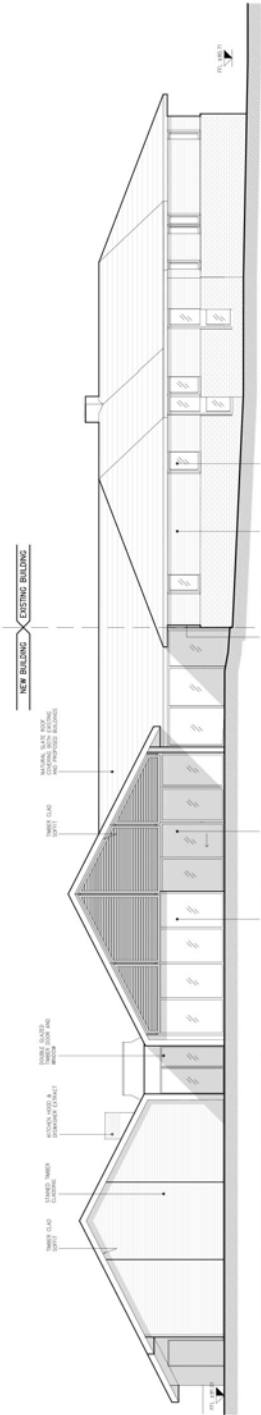 NEW BUILDING
EXISTING BUILDING
TIMBER CLAD
SOFFIT
STAINED TIMBER
CLADDING
KITCHEN HOOD &
DISHWASHER EXTRACT
DOUBLE GLAZED
TIMBER DOOR AND
WINDOW
TIMBER CLAD
SOFFIT
NATURAL SLATE ROOF
COVERING BOTH EXISTING
AND PROPOSED BUILDINGS